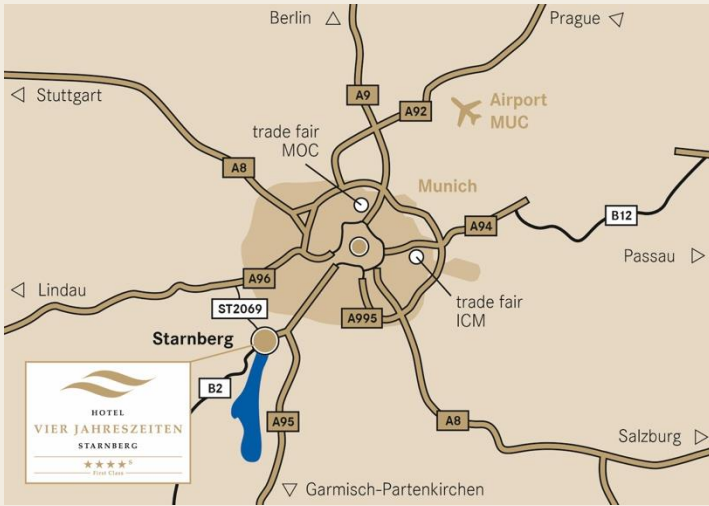 Berlin
Prague
Stuttgart
A9
A92
Airport
MUC
trade fair
MOC
A8
Munich
A94
B12
Passau
A96
Lindau
ST2069
trade fair
ICM
A995
Starnberg
B2
HOTEL
VIER JAHRESZEITEN
STARNBERG
★★★★S
First Class
A95
A8
Salzburg
Garmisch-Partenkirchen